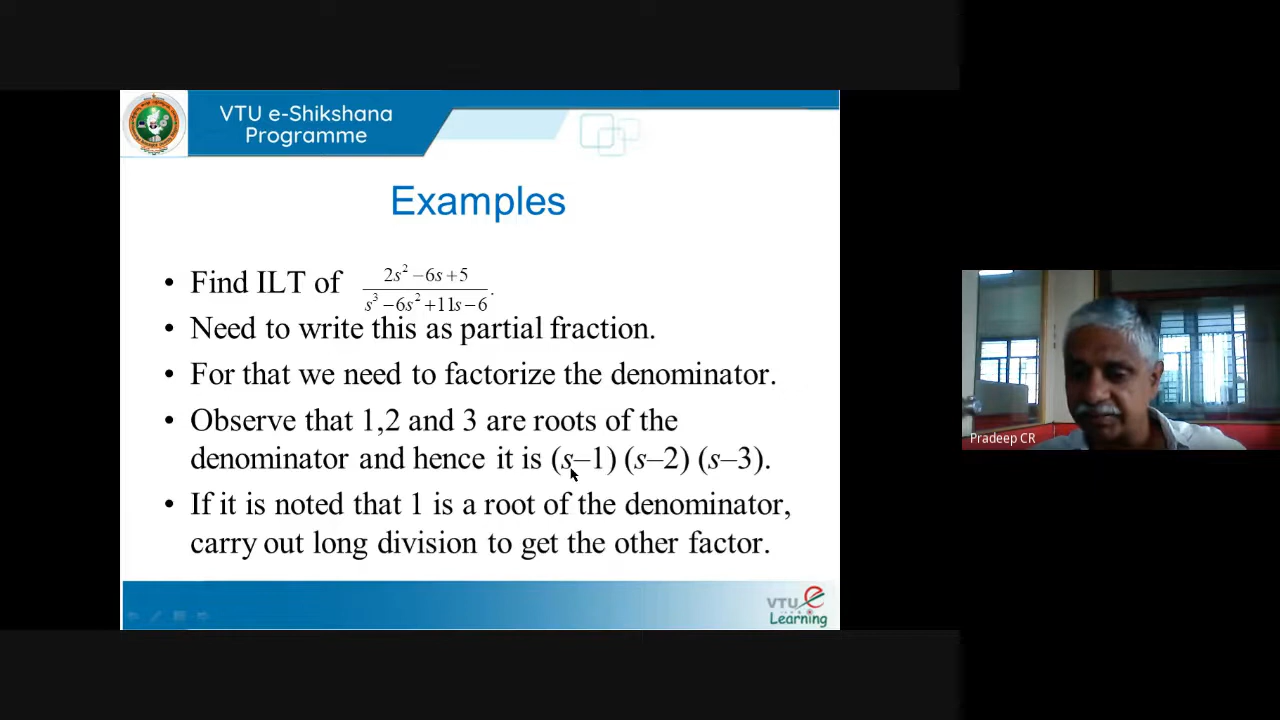 VTU e-Shikshana
Programme
Examples
• Find ILT of (2s² – 6s + 5)/(s³ – 6s² + 11s – 6).
• Need to write this as partial fraction.
• For that we need to factorize the denominator.
• Observe that 1,2 and 3 are roots of the
denominator and hence it is (s–1) (s–2) (s–3).
• If it is noted that 1 is a root of the denominator,
carry out long division to get the other factor.
VTU e
Learning
Pradeep CR